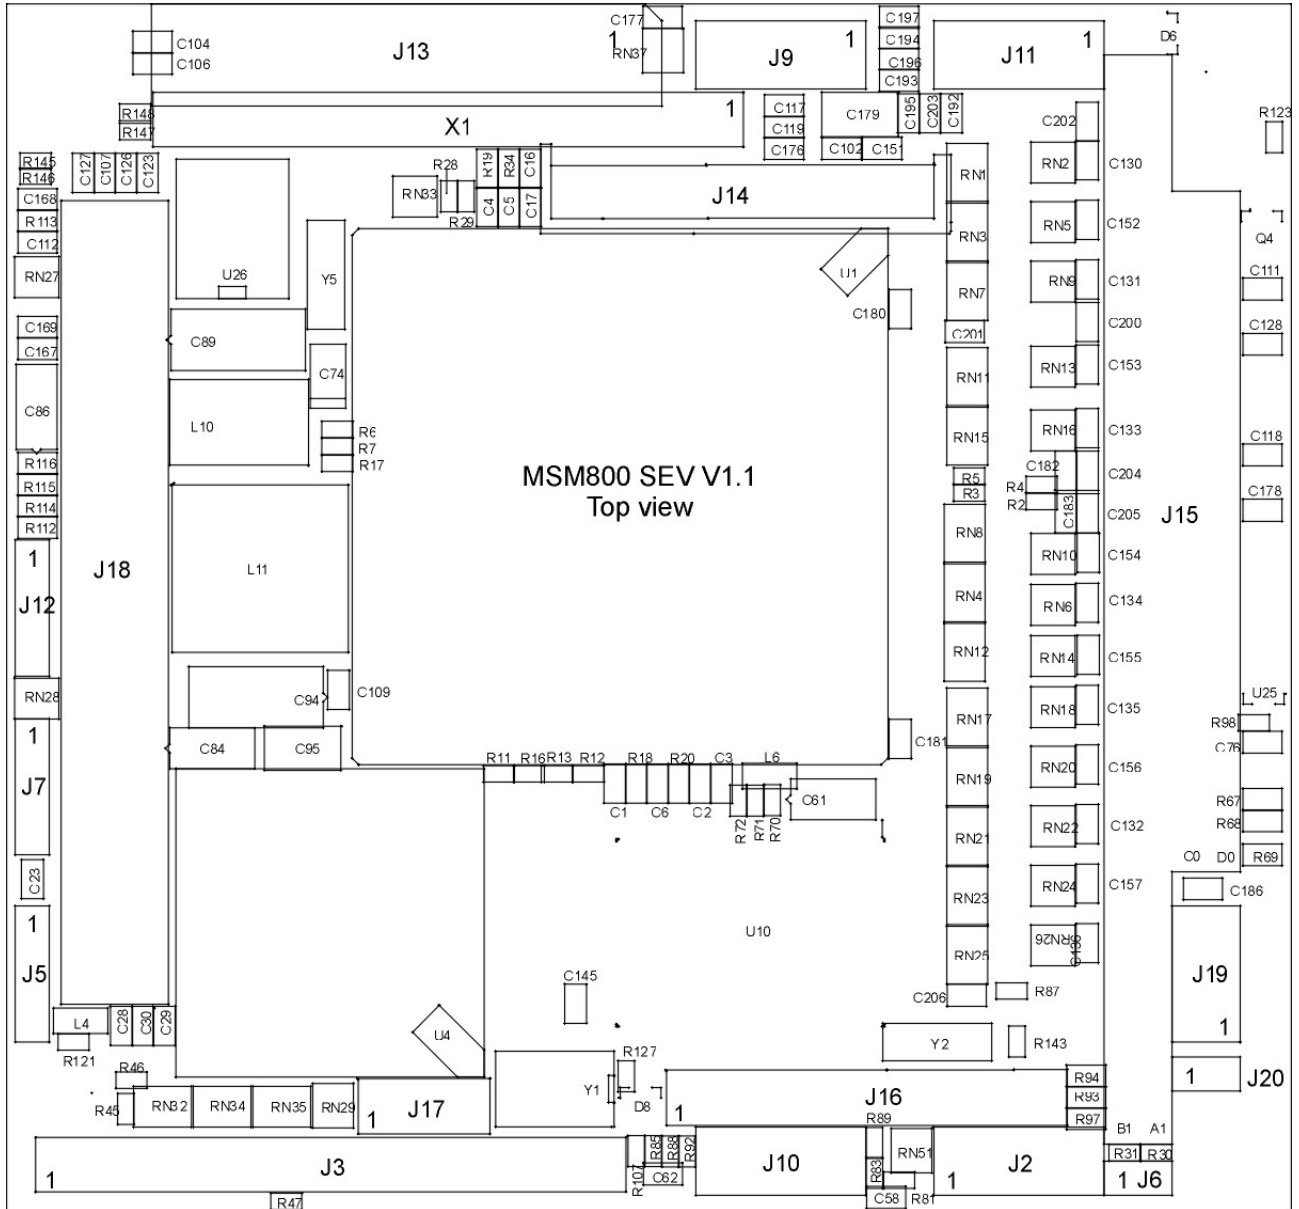 C177
C197
C104
J13
1
RN37
1
J9
C194
1
J11
D6
C106
C196
C193
R148
R147
X1
1
C117
C119
C176
C179
C102
C151
C195
C203
C192
C202
R123
R145
R146
C127
C107
C126
C123
R28
R19
R34
C16
RN33
R29
C4
C5
C17
J14
RN1
RN2
C130
C168
R113
C112
RN27
U26
Y5
RN3
RN5
C152
Q4
U1
RN7
RN9
C131
C111
C180
C201
C200
C128
C169
C167
C89
C74
RN11
RN13
C153
C86
L10
R6
R7
R17
RN15
RN16
C133
C118
R116
R115
R114
R112
MSM800 SEV V1.1
Top view
R5
R3
R4
R2
C182
C183
C204
C205
J15
C178
1
J12
J18
L11
RN8
RN10
C154
RN4
RN6
C134
RN12
RN14
C155
RN28
C94
C109
RN17
RN18
C135
U25
R98
C76
1
J7
C84
C95
C181
R11
R16
R13
R12
R18
R20
C3
L6
RN19
RN20
C156
C1
C6
C2
R72
R71
R70
C61
RN21
RN22
C132
R67
R68
C0
D0
R69
C23
RN23
RN24
C157
C186
1
J5
U10
RN25
RN26
C136
J19
1
C145
C206
R87
L4
C28
C30
C29
R121
U4
Y2
R143
R46
R45
RN32
RN34
RN35
RN29
1
J17
Y1
R127
D8
1
J16
R94
R93
R97
1
J20
R89
B1
A1
1
J3
R47
R107
R85
R88
R92
C62
J10
R83
RN51
C58
R81
1
J2
R31
R30
1
J6